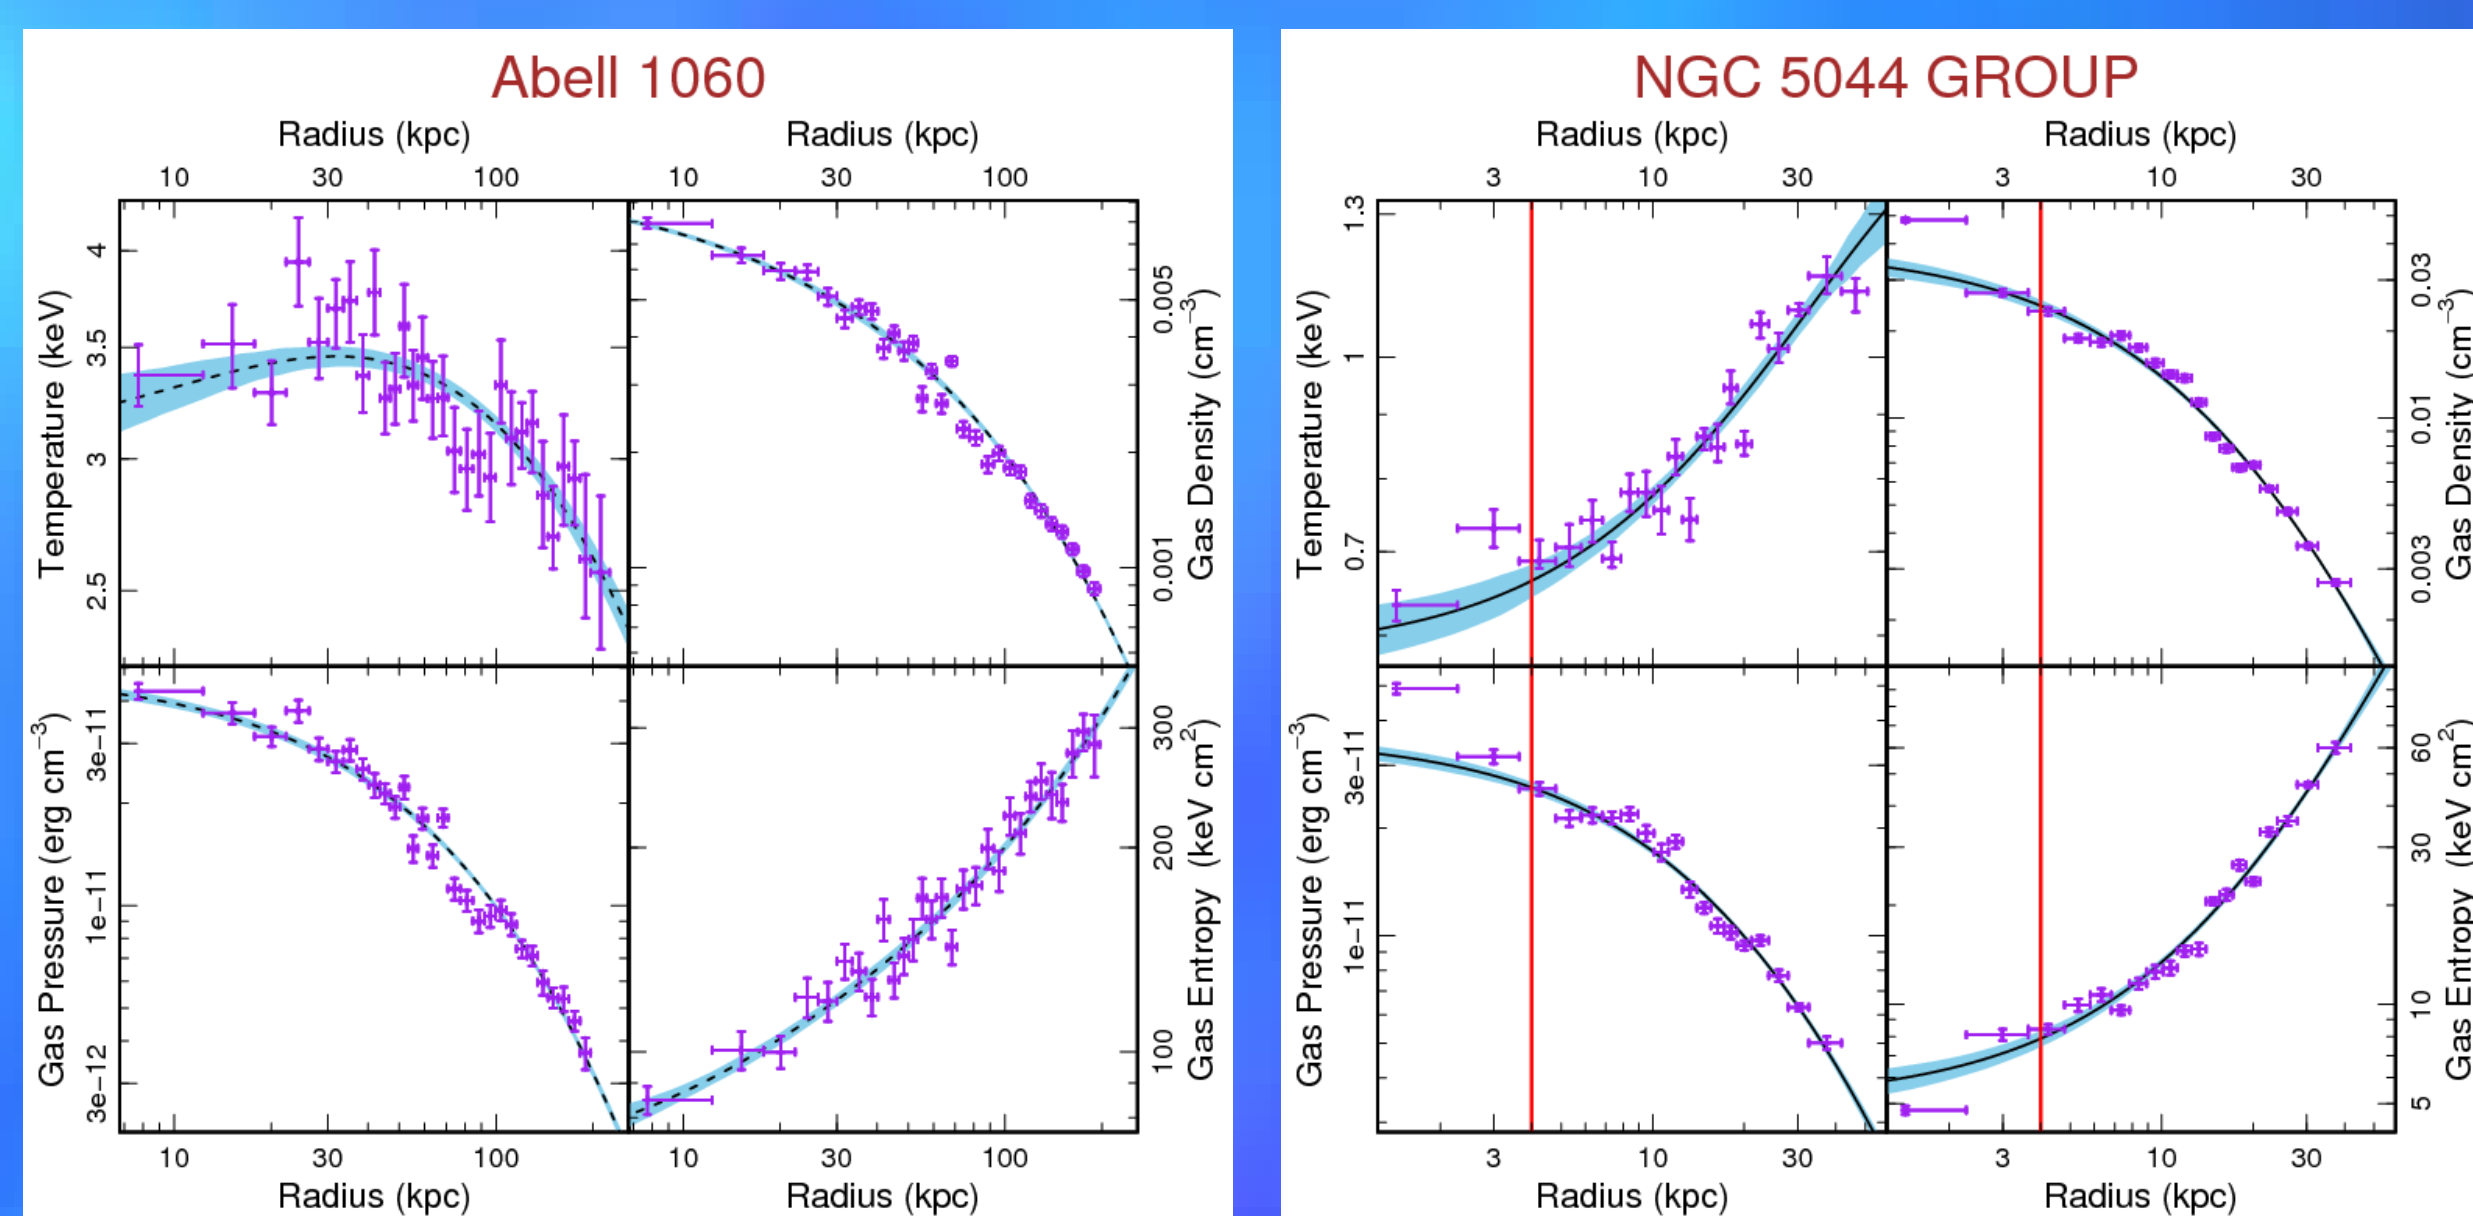 Abell 1060
Radius (kpc) Radius (kpc)
10 30 100 10 30 100
Temperature (keV)
4
3.5
3
2.5
Gas Density (cm−3)
0.005
0.001
Gas Pressure (erg cm−3)
3e−11
1e−11
3e−12
Gas Entropy (keV cm2)
300
200
100
10 30 100 10 30 100
Radius (kpc) Radius (kpc)
NGC 5044 GROUP
Radius (kpc) Radius (kpc)
3 10 30 3 10 30
Temperature (keV)
1.3
1
0.7
Gas Density (cm−3)
0.03
0.01
0.003
Gas Pressure (erg cm−3)
3e−11
1e−11
Gas Entropy (keV cm2)
60
30
10
5
3 10 30 3 10 30
Radius (kpc) Radius (kpc)